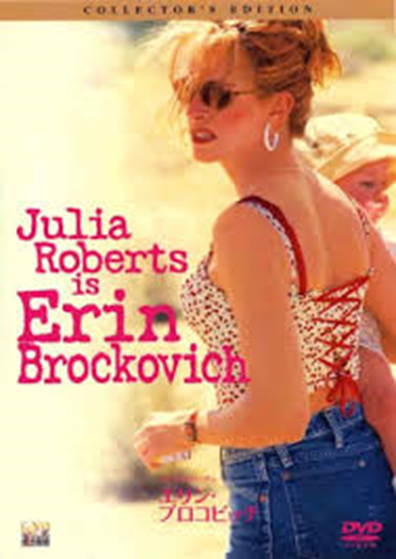 COLLECTOR'S EDITION
Julia
Roberts
is
Erin
Brockovich
エリン・
ブロコビッチ
DVD